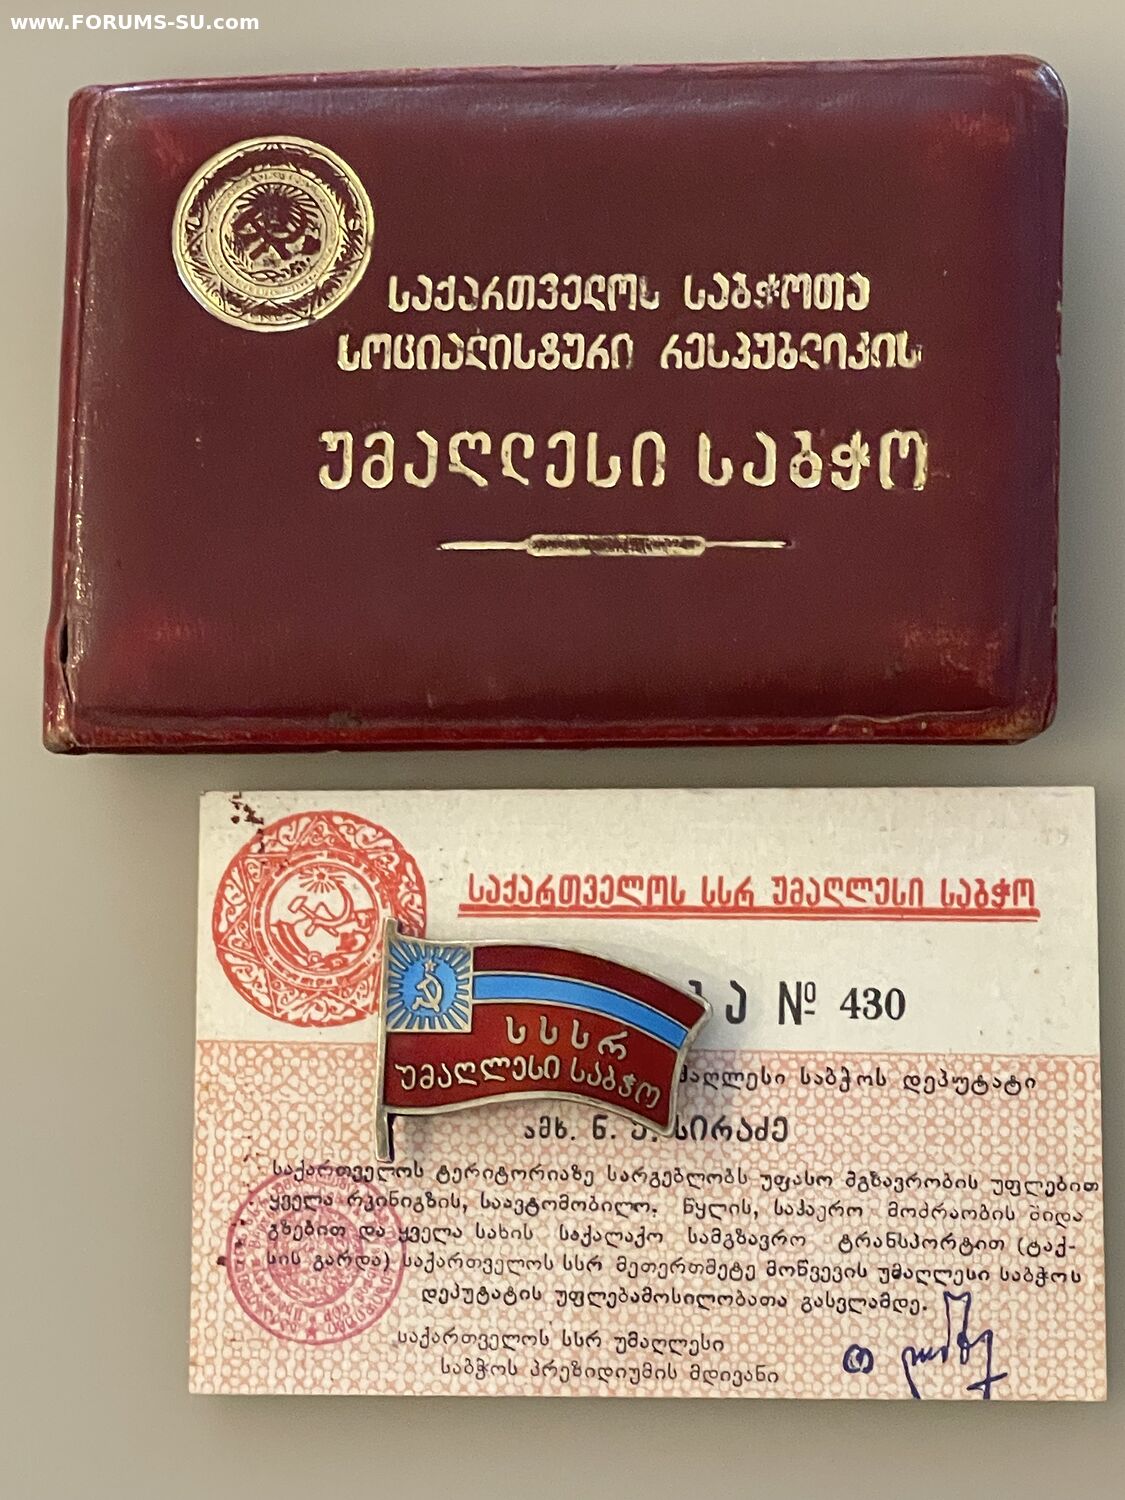 www.FORUMS-SU.com
საქართველოს საბჭოთა
სოციალისტური რესპუბლიკის
უმაღლესი საბჭო
საქართველოს სსრ უმაღლესი საბჭო
ა № 430
სსსრ
უმაღლესი საბჭო
მაღლესი საბჭოს დეპუტატი
ამხ. ნ. სირაძე
საქართველოს ტერიტორიაზე სარგებლობს უფასო მგზავრობის უფლებით
ყველა რკინიგზის, საავტომობილო, წყლის, საჰაერო მოძრაობის შიდა
გზებით და ყველა სახის საქალაქო სამგზავრო ტრანსპორტით (ტაქ-
სის გარდა) საქართველოს სსრ მეთერთმეტე მოწვევის უმაღლესი საბჭოს
დეპუტატის უფლებამოსილობათა გასვლამდე.
საქართველოს სსრ უმაღლესი
საბჭოს პრეზიდიუმის მდივანი